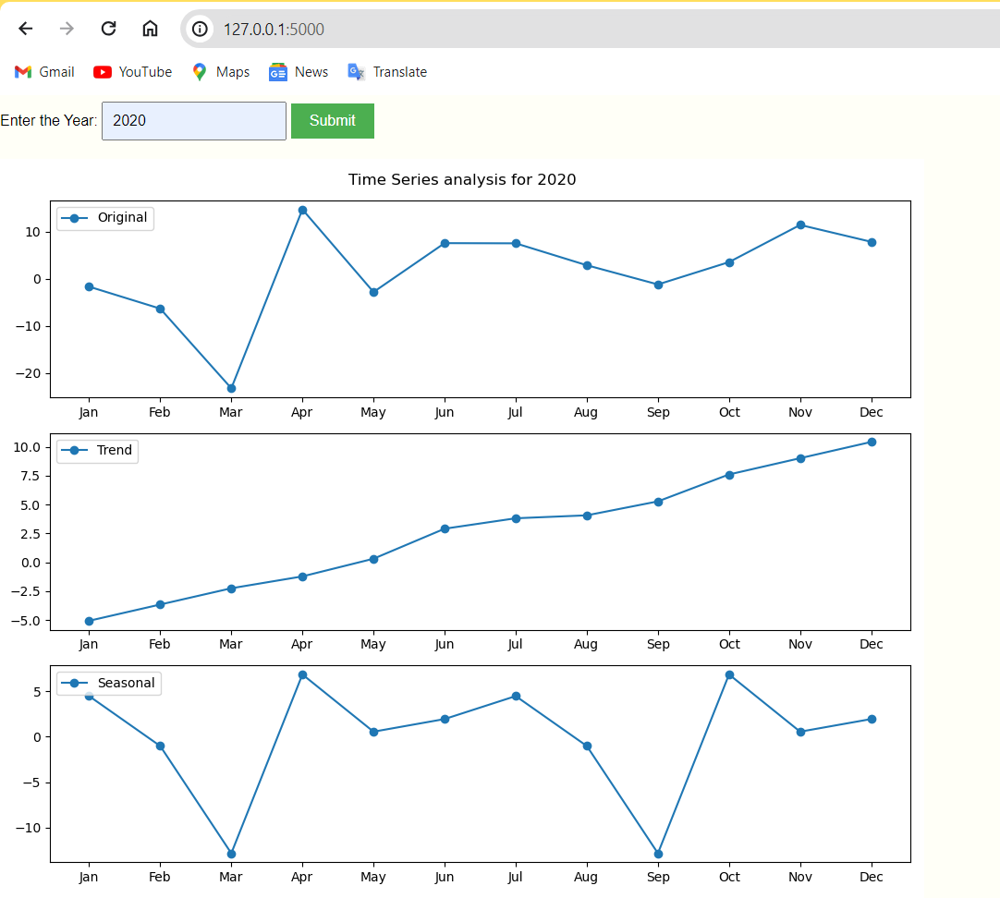 127.0.0.1:5000
Gmail YouTube Maps News Translate
Enter the Year: 2020 Submit
Time Series analysis for 2020
Original
10
0
−10
−20
Jan Feb Mar Apr May Jun Jul Aug Sep Oct Nov Dec
Trend
10.0
7.5
5.0
2.5
0.0
−2.5
−5.0
Jan Feb Mar Apr May Jun Jul Aug Sep Oct Nov Dec
Seasonal
5
0
−5
−10
Jan Feb Mar Apr May Jun Jul Aug Sep Oct Nov Dec